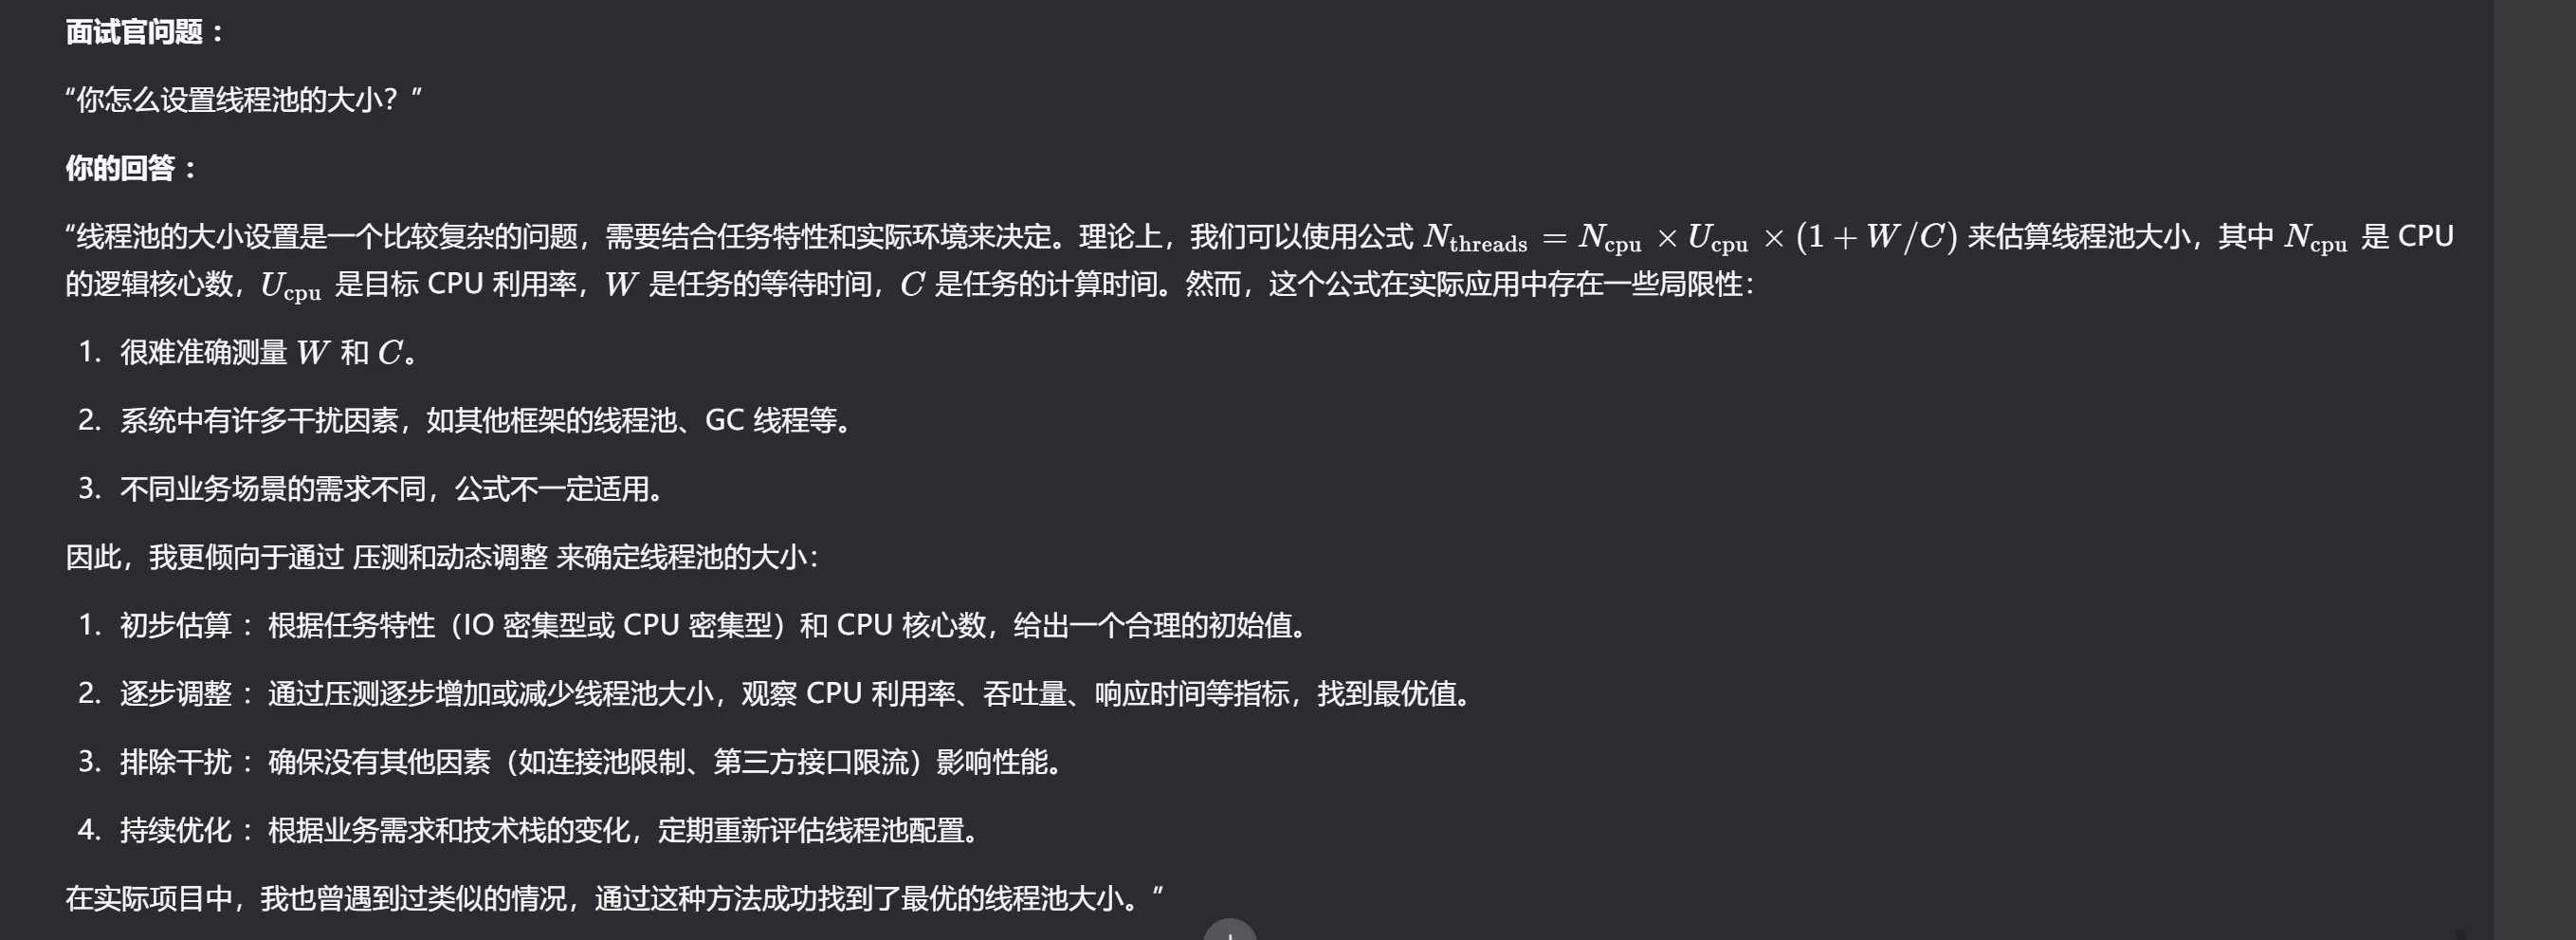 面试官问题 ：
“你怎么设置线程池的大小？”
你的回答 ：
“线程池的大小设置是一个比较复杂的问题，需要结合任务特性和实际环境来决定。理论上，我们可以使用公式 N_threads = N_cpu × U_cpu × (1 + W/C) 来估算线程池大小，其中 N_cpu 是 CPU
的逻辑核心数，U_cpu 是目标 CPU 利用率，W 是任务的等待时间，C 是任务的计算时间。然而，这个公式在实际应用中存在一些局限性：
1. 很难准确测量 W 和 C。
2. 系统中有许多干扰因素，如其他框架的线程池、GC 线程等。
3. 不同业务场景的需求不同，公式不一定适用。
因此，我更倾向于通过 压测和动态调整 来确定线程池的大小：
1. 初步估算 ：根据任务特性（IO 密集型或 CPU 密集型）和 CPU 核心数，给出一个合理的初始值。
2. 逐步调整 ：通过压测逐步增加或减少线程池大小，观察 CPU 利用率、吞吐量、响应时间等指标，找到最优值。
3. 排除干扰 ：确保没有其他因素（如连接池限制、第三方接口限流）影响性能。
4. 持续优化 ：根据业务需求和技术栈的变化，定期重新评估线程池配置。
在实际项目中，我也曾遇到过类似的情况，通过这种方法成功找到了最优的线程池大小。”